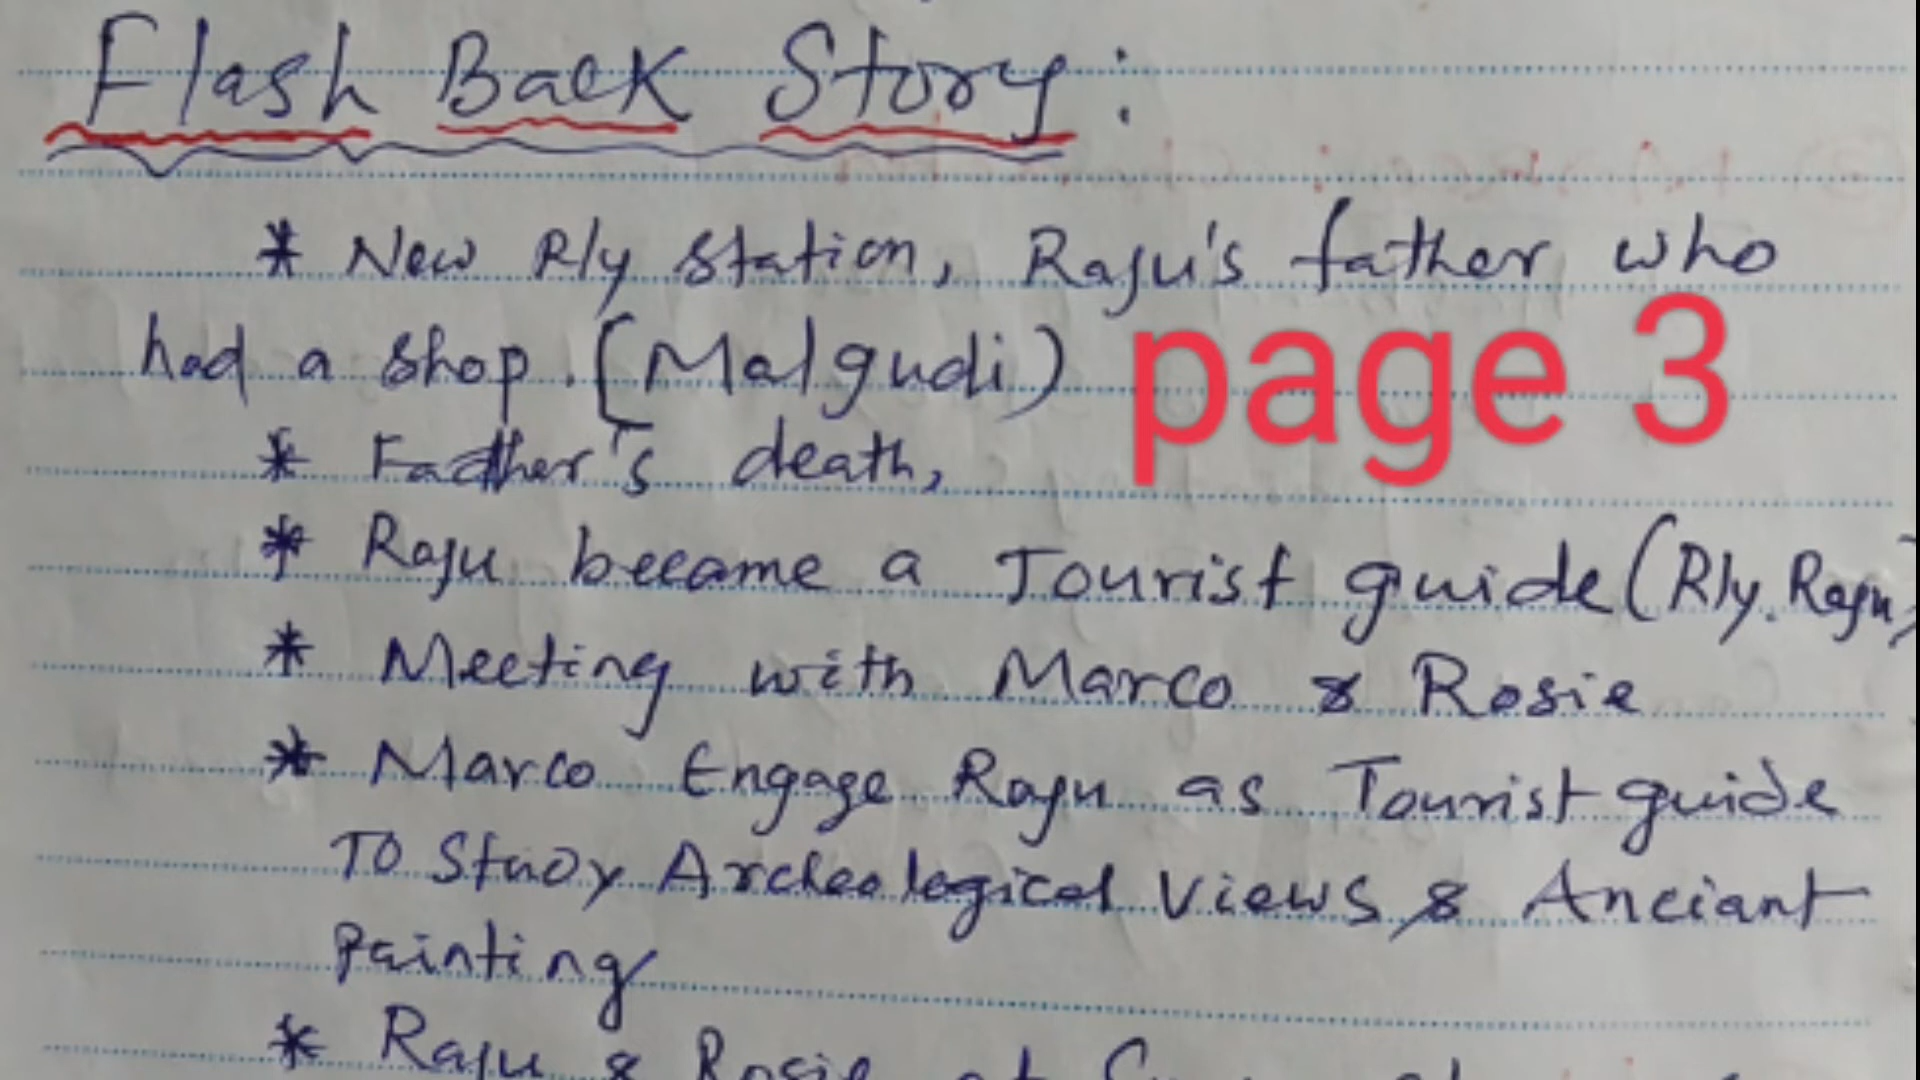 Flash Back Story:
* New Rly Station, Raju's father who
had a shop. (Malgudi)
page 3
* Father's death,
* Raju became a Tourist guide (Rly. Raju)
* Meeting with Marco & Rosie
* Marco Engage Raju as Tourist guide
To Study Archeological Views & Anciant
Painting
* Raju & Rosie at